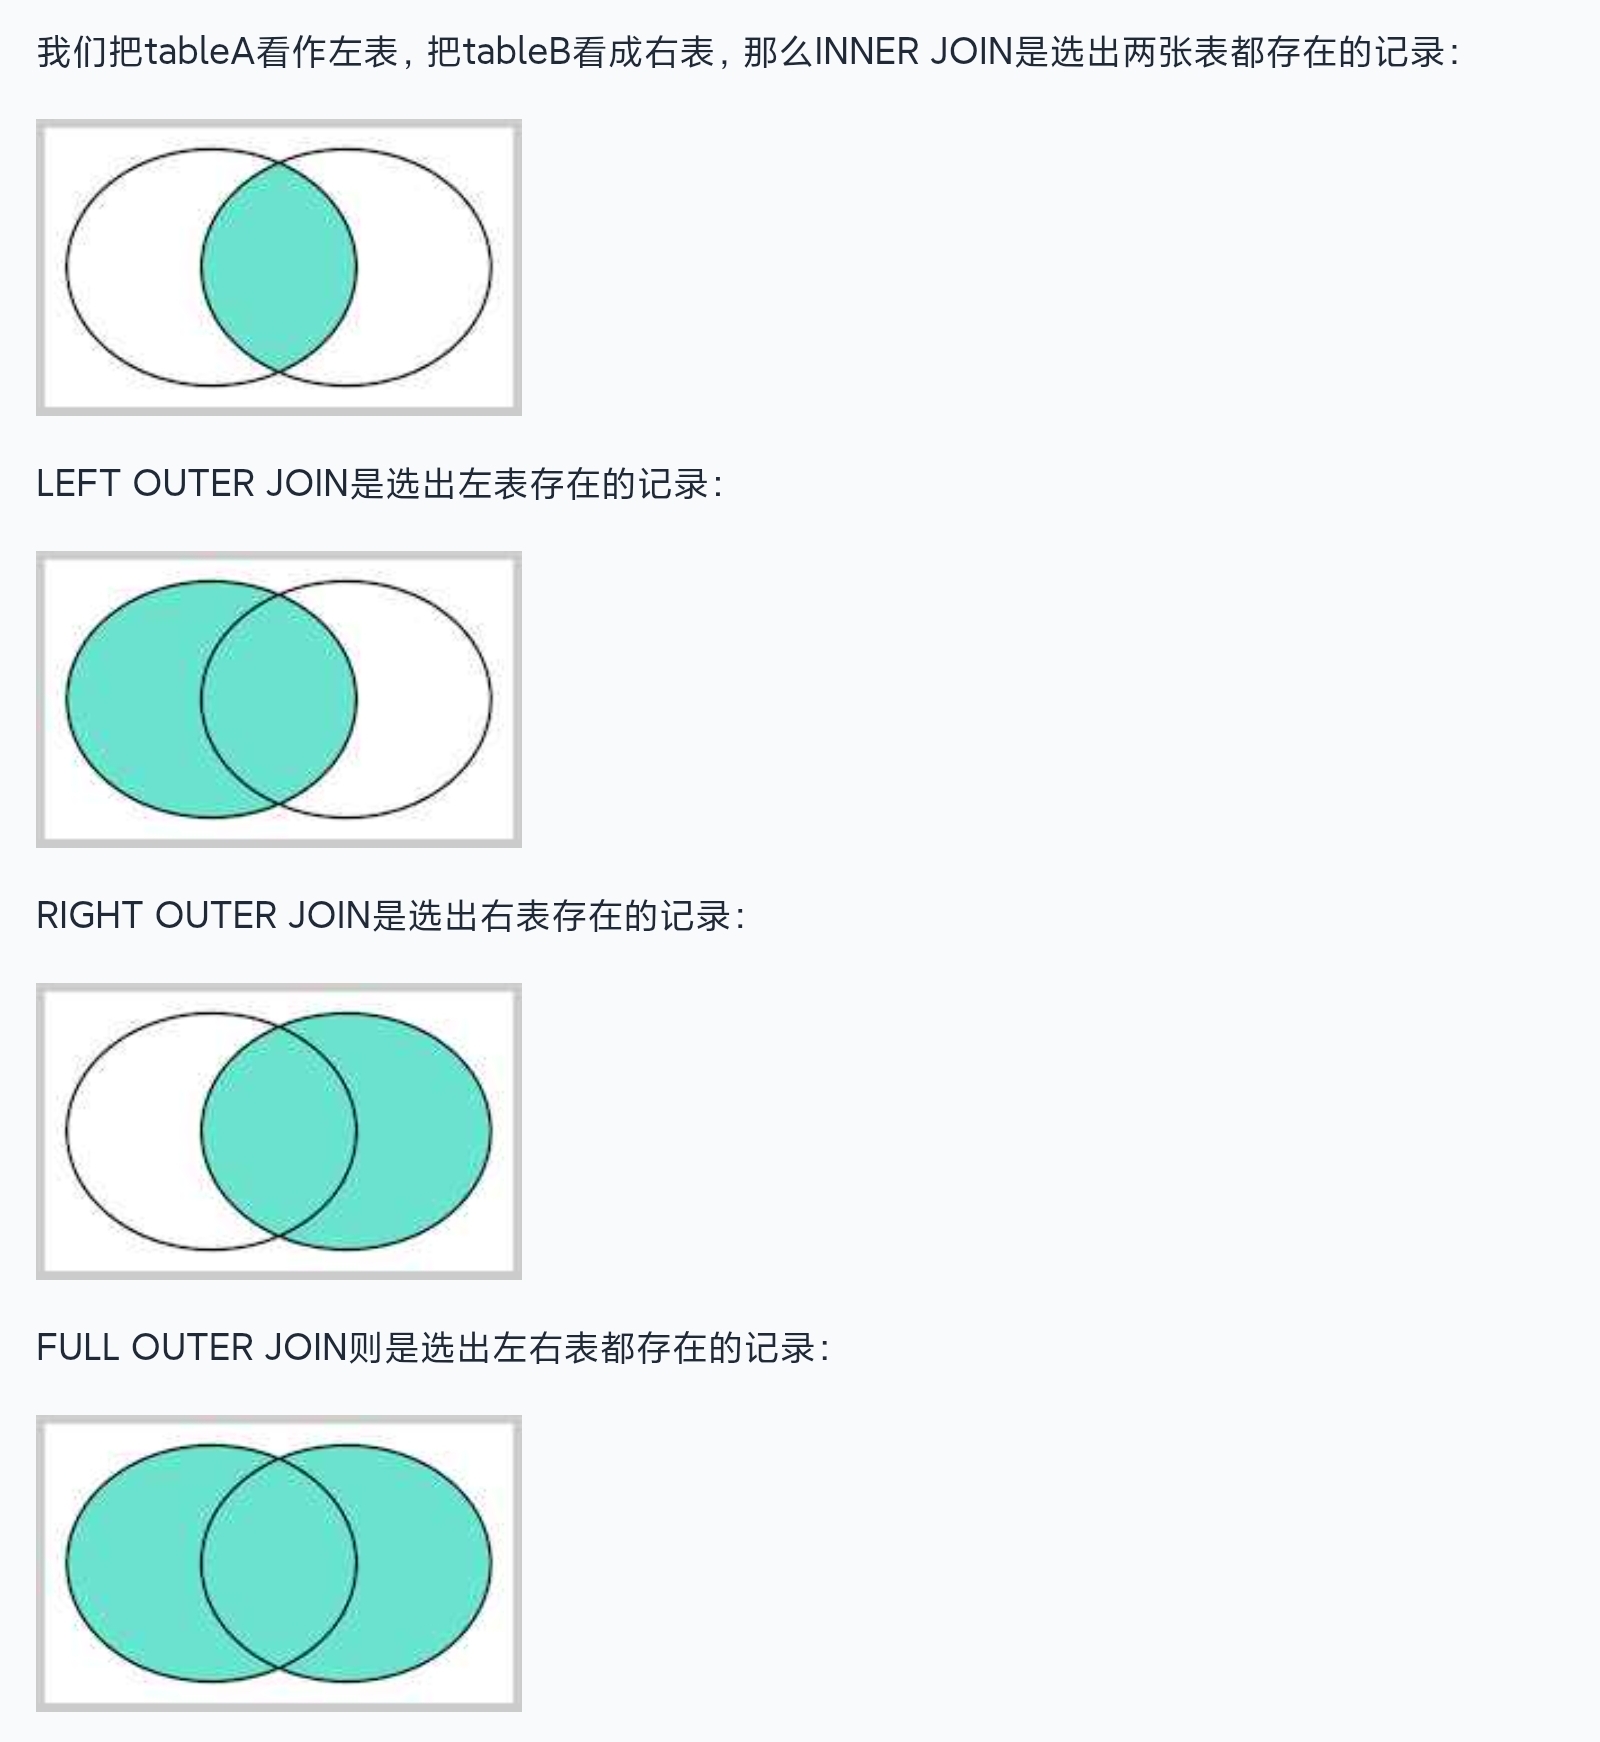 我们把tableA看作左表，把tableB看成右表，那么INNER JOIN是选出两张表都存在的记录：
LEFT OUTER JOIN是选出左表存在的记录：
RIGHT OUTER JOIN是选出右表存在的记录：
FULL OUTER JOIN则是选出左右表都存在的记录：